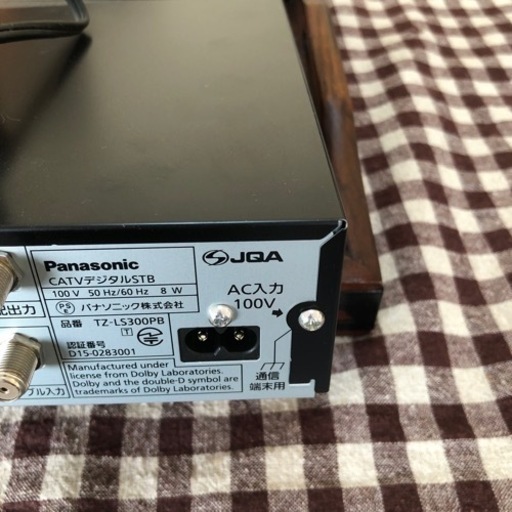 Panasonic
CATVデジタルSTB
100 V 50 Hz/60 Hz 8 W
PSE パナソニック株式会社
品番 TZ-LS300PB
T
認証番号
D15-0283001
Manufactured under
license from Dolby Laboratories.
Dolby and the double-D symbol are
trademarks of Dolby Laboratories.
JQA
AC入力
100V
通信
端末用
配出力
ブル入力